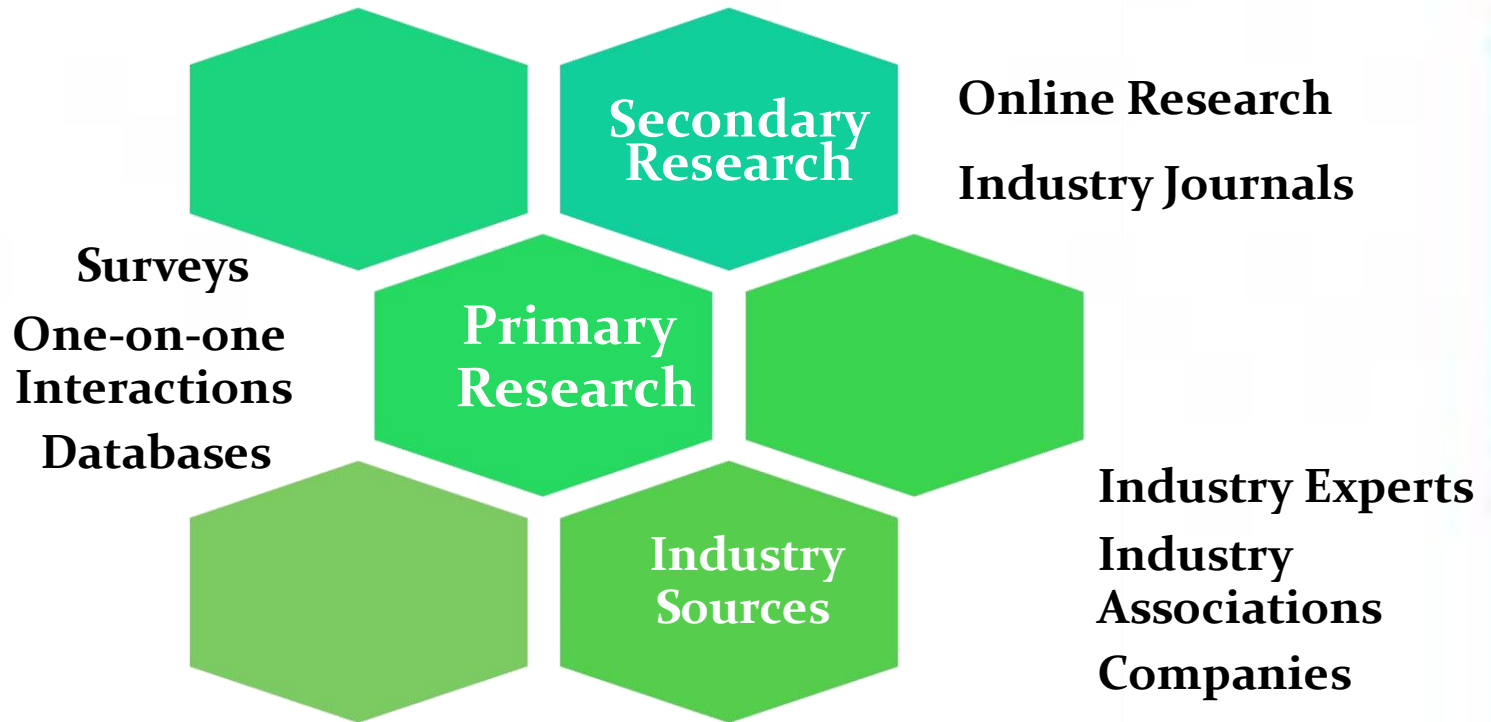 Secondary
Research
Online Research
Industry Journals
Surveys
One-on-one
Interactions
Databases
Primary
Research
Industry
Sources
Industry Experts
Industry
Associations
Companies